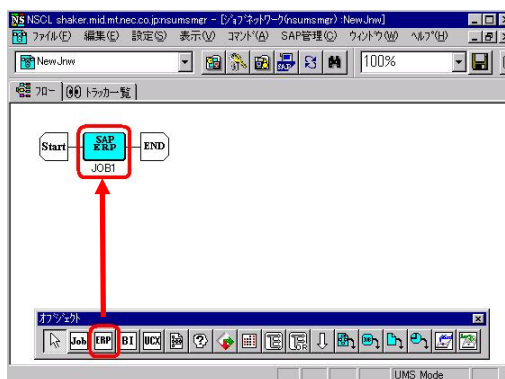 NS NSCL shaker.mid.mt.nec.co.jp:nsumsmgr - [ｼﾞｮﾌﾞﾈｯﾄﾜｰｸ(nsumsmgr) :NewJnw]
ﾌｧｲﾙ(F) 編集(E) 設定(S) 表示(V) ｺﾏﾝﾄﾞ(A) SAP管理(C) ｳｨﾝﾄﾞｳ(W) ﾍﾙﾌﾟ(H)
NewJnw SAP 100%
ﾌﾛｰ ﾄﾗｯｶｰ一覧
Start SAP ERP END
JOB1
ｵﾌﾞｼﾞｪｸﾄ
Job ERP BI UCX
UMS Mode